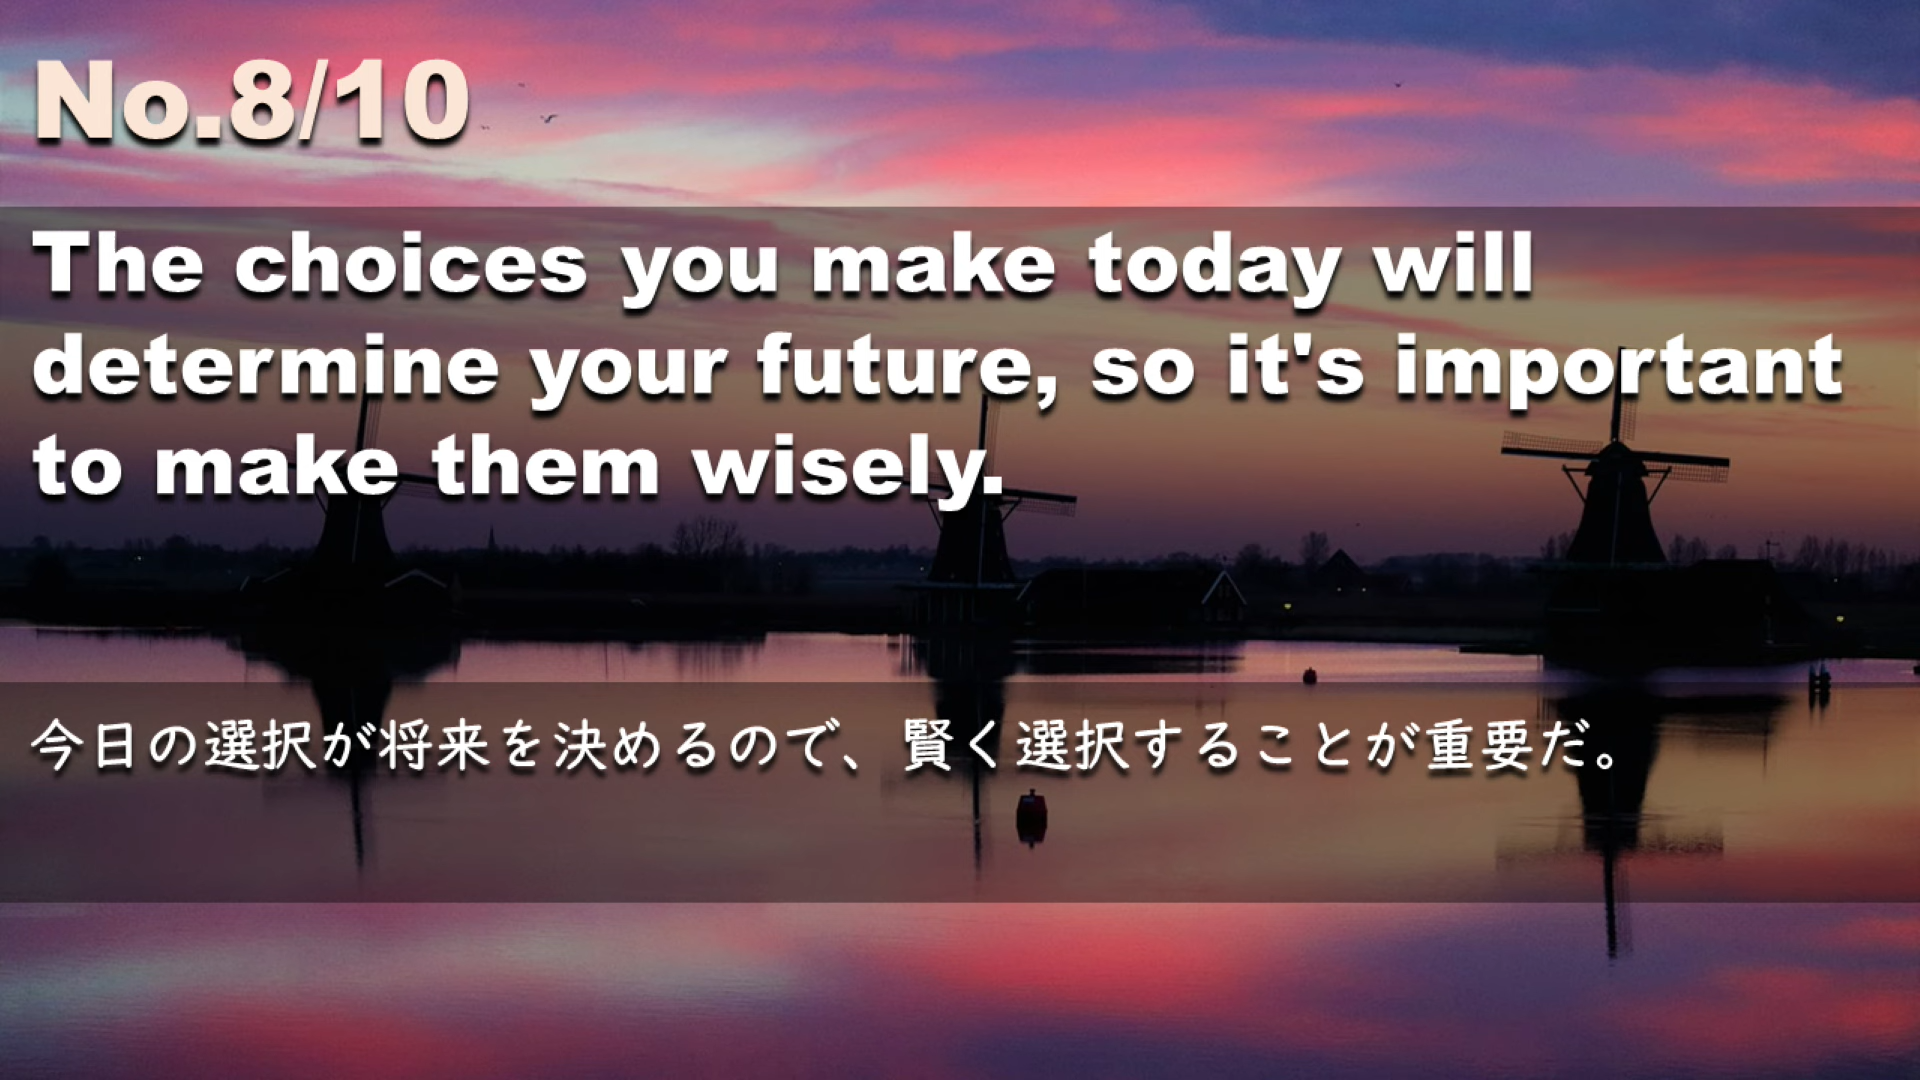 No.8/10
The choices you make today will
determine your future, so it's important
to make them wisely.
今日の選択が将来を決めるので、賢く選択することが重要だ。